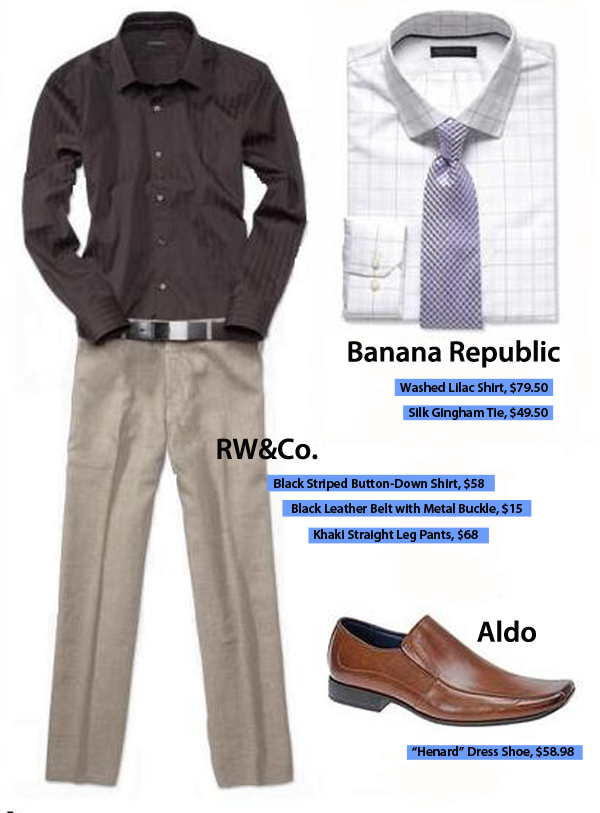 Banana Republic
Washed Lilac Shirt, $79.50
Silk Gingham Tie, $49.50
RW&Co.
Black Striped Button-Down Shirt, $58
Black Leather Belt with Metal Buckle, $15
Khaki Straight Leg Pants, $68
Aldo
“Henard” Dress Shoe, $58.98